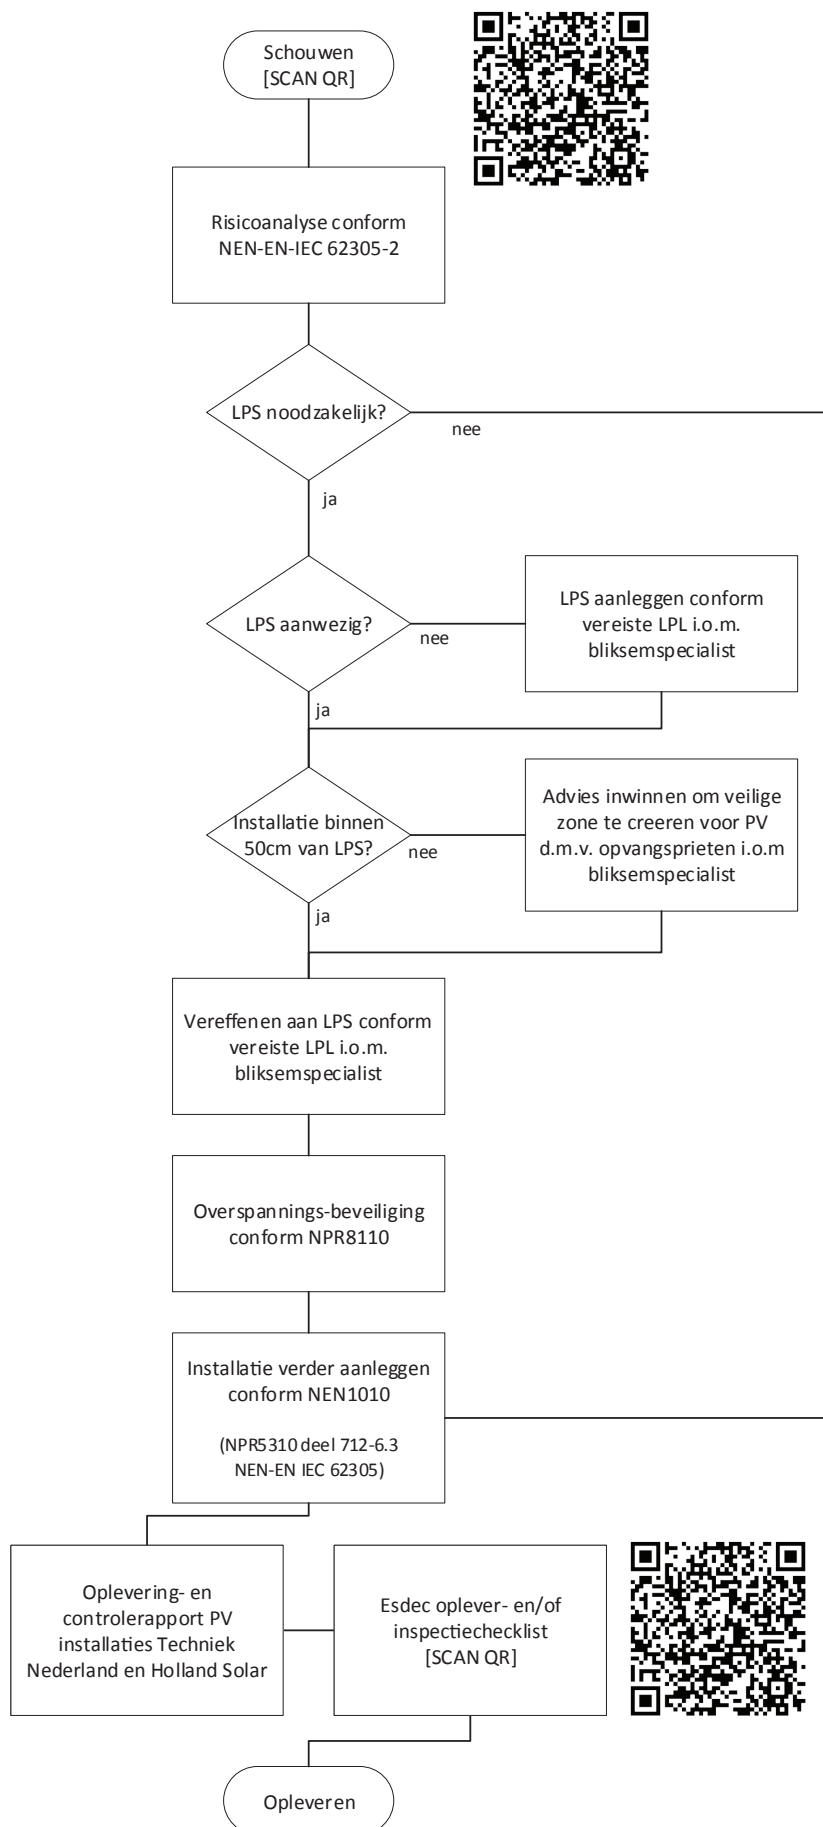 Schouwen
[SCAN QR]
Risicoanalyse conform
NEN-EN-IEC 62305-2
LPS noodzakelijk?
nee
ja
LPS aanwezig?
nee
LPS aanleggen conform
vereiste LPL i.o.m.
bliksemspecialist
ja
Installatie binnen
50cm van LPS?
nee
Advies inwinnen om veilige
zone te creeren voor PV
d.m.v. opvangsprieten i.o.m
bliksemspecialist
ja
Vereffenen aan LPS conform
vereiste LPL i.o.m.
bliksemspecialist
Overspannings-beveiliging
conform NPR8110
Installatie verder aanleggen
conform NEN1010
(NPR5310 deel 712-6.3
NEN-EN IEC 62305)
Oplevering- en
controlerapport PV
installaties Techniek
Nederland en Holland Solar
Esdec oplever- en/of
inspectiechecklist
[SCAN QR]
Opleveren